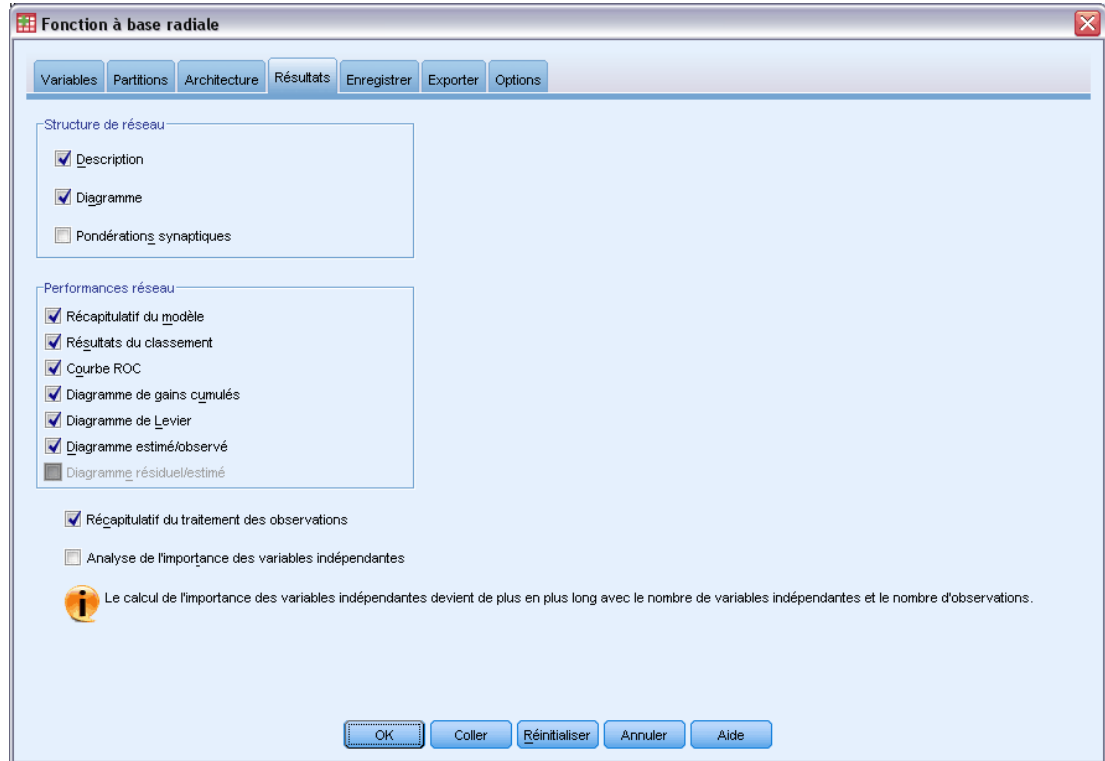 Fonction à base radiale
Variables Partitions Architecture Résultats Enregistrer Exporter Options
Structure de réseau
Description
Diagramme
Pondérations synaptiques
Performances réseau
Récapitulatif du modèle
Résultats du classement
Courbe ROC
Diagramme de gains cumulés
Diagramme de Levier
Diagramme estimé/observé
Diagramme résiduel/estimé
Récapitulatif du traitement des observations
Analyse de l'importance des variables indépendantes
Le calcul de l'importance des variables indépendantes devient de plus en plus long avec le nombre de variables indépendantes et le nombre d'observations.
OK Coller Réinitialiser Annuler Aide